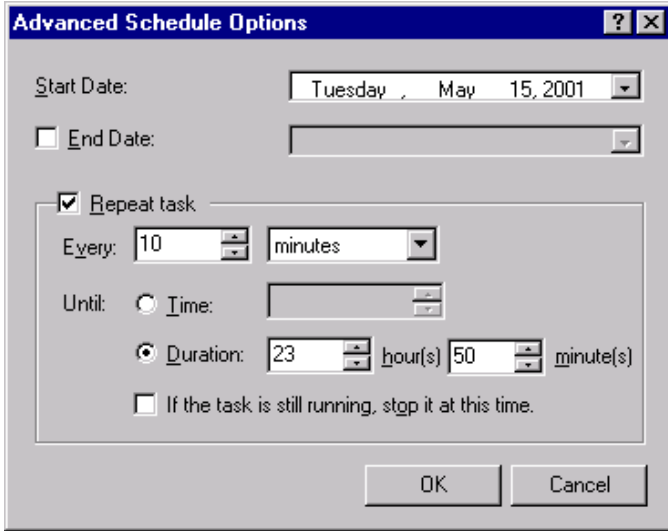 Advanced Schedule Options
Start Date: Tuesday , May 15, 2001
End Date:
Repeat task
Every: 10 minutes
Until: Time:
Duration: 23 hour(s) 50 minute(s)
If the task is still running, stop it at this time.
OK Cancel